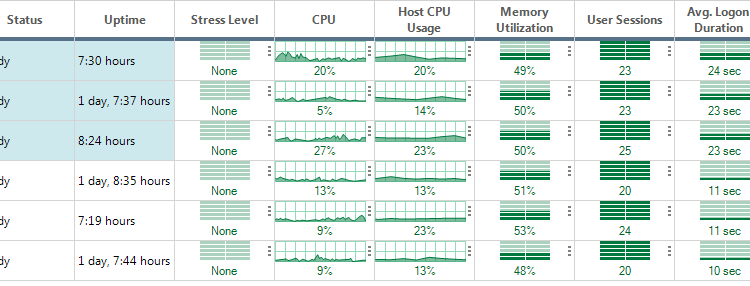 Status Uptime Stress Level CPU Host CPU Usage Memory Utilization User Sessions Avg. Logon Duration
dy 7:30 hours None 20% 20% 49% 23 24 sec
dy 1 day, 7:37 hours None 5% 14% 50% 23 23 sec
dy 8:24 hours None 27% 23% 50% 25 23 sec
dy 1 day, 8:35 hours None 13% 13% 51% 20 11 sec
dy 7:19 hours None 9% 23% 53% 24 11 sec
dy 1 day, 7:44 hours None 9% 13% 48% 20 10 sec